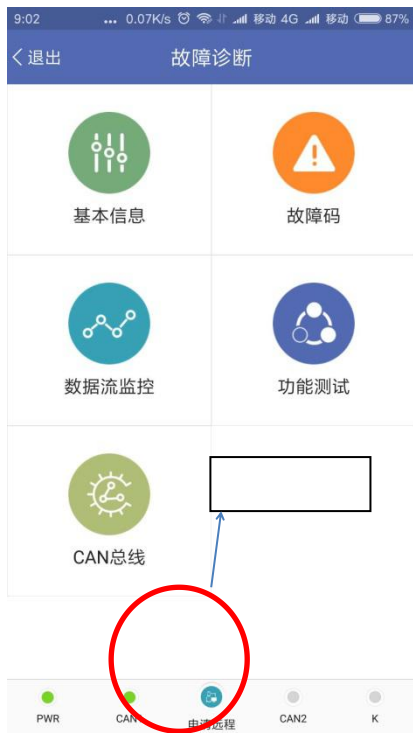 9:02 ... 0.07K/s 移动 4G 移动 87%
退出 故障诊断
基本信息 故障码
数据流监控 功能测试
CAN总线
PWR CAN 申请远程 CAN2 K